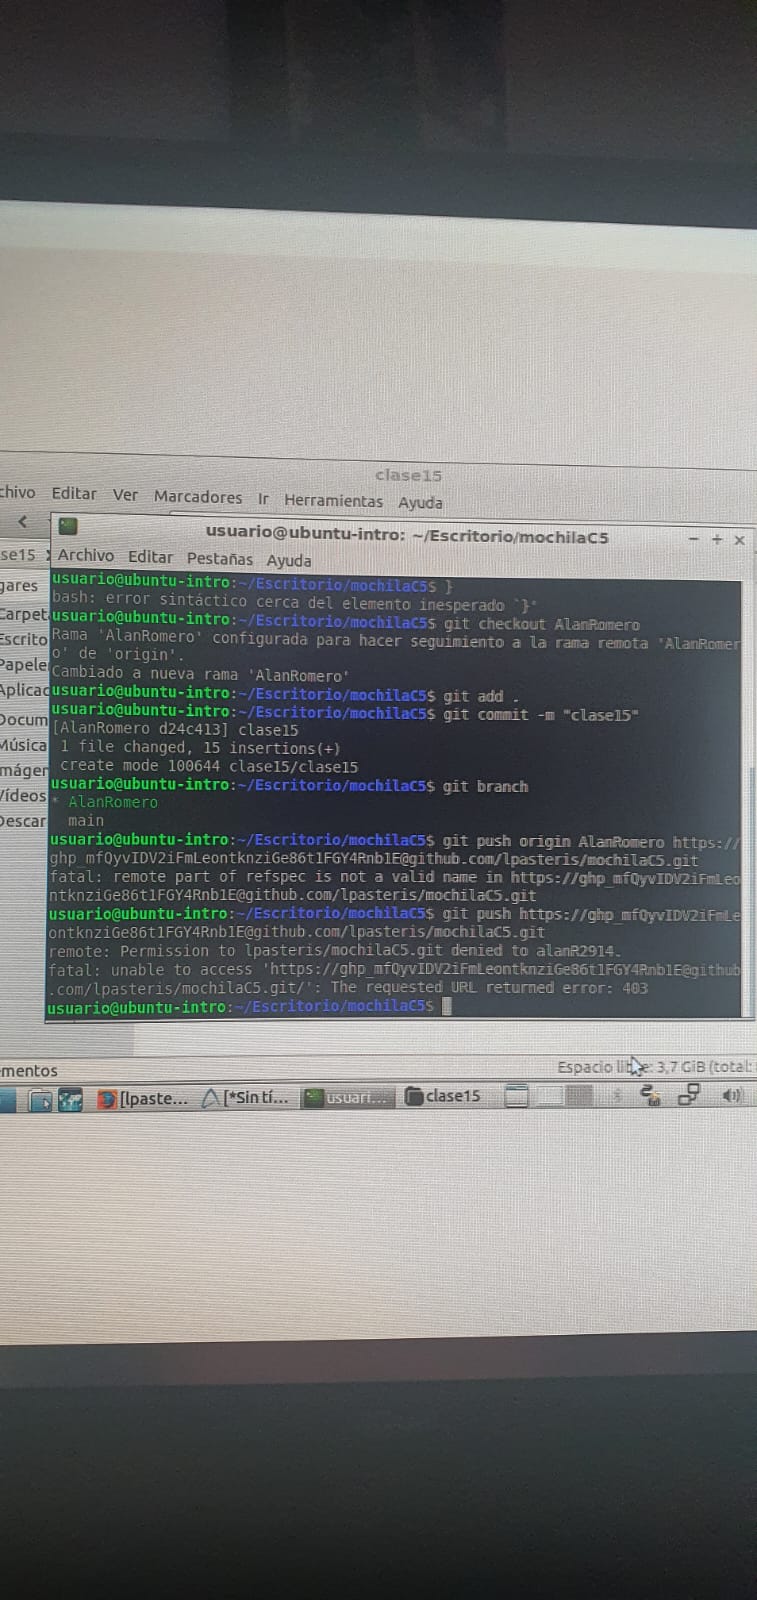 clase15
chivo Editar Ver Marcadores Ir Herramientas Ayuda
usuario@ubuntu-intro: ~/Escritorio/mochilaC5
se15
Archivo Editar Pestañas Ayuda
gares
Carpet
Escrito
Papele
Aplicac
Docum
Música
mágen
Vídeos
Descar
usuario@ubuntu-intro:~/Escritorio/mochilaC5$ }
bash: error sintáctico cerca del elemento inesperado `}'
usuario@ubuntu-intro:~/Escritorio/mochilaC5$ git checkout AlanRomero
Rama 'AlanRomero' configurada para hacer seguimiento a la rama remota 'AlanRomer
o' de 'origin'.
Cambiado a nueva rama 'AlanRomero'
usuario@ubuntu-intro:~/Escritorio/mochilaC5$ git add .
usuario@ubuntu-intro:~/Escritorio/mochilaC5$ git commit -m "clase15"
[AlanRomero d24c413] clase15
1 file changed, 15 insertions(+)
create mode 100644 clase15/clase15
usuario@ubuntu-intro:~/Escritorio/mochilaC5$ git branch
* AlanRomero
main
usuario@ubuntu-intro:~/Escritorio/mochilaC5$ git push origin AlanRomero https://
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@github.com/lpasteris/mochilaC5.git
fatal: remote part of refspec is not a valid name in https://ghp_mfQyvIDV2iFmLeo
ntknziGe86t1FGY4Rnb1E@github.com/lpasteris/mochilaC5.git
usuario@ubuntu-intro:~/Escritorio/mochilaC5$ git push https://ghp_mfQyvIDV2iFmLe
ontknziGe86t1FGY4Rnb1E@github.com/lpasteris/mochilaC5.git
remote: Permission to lpasteris/mochilaC5.git denied to alanR2914.
fatal: unable to access 'https://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@github
.com/lpasteris/mochilaC5.git/': The requested URL returned error: 403
usuario@ubuntu-intro:~/Escritorio/mochilaC5$
mentos
Espacio libre: 3,7 GiB (total:
[lpaste... [*Sin tí... usuari... clase15